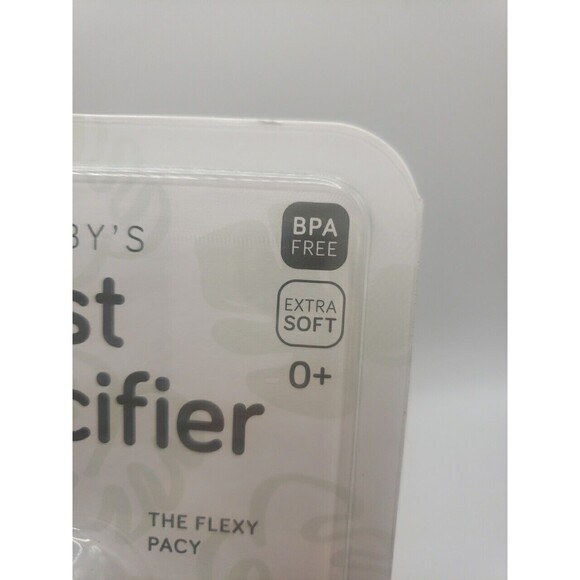 BY'S
st
cifier
BPA
FREE
EXTRA
SOFT
0+
THE FLEXY
PACY